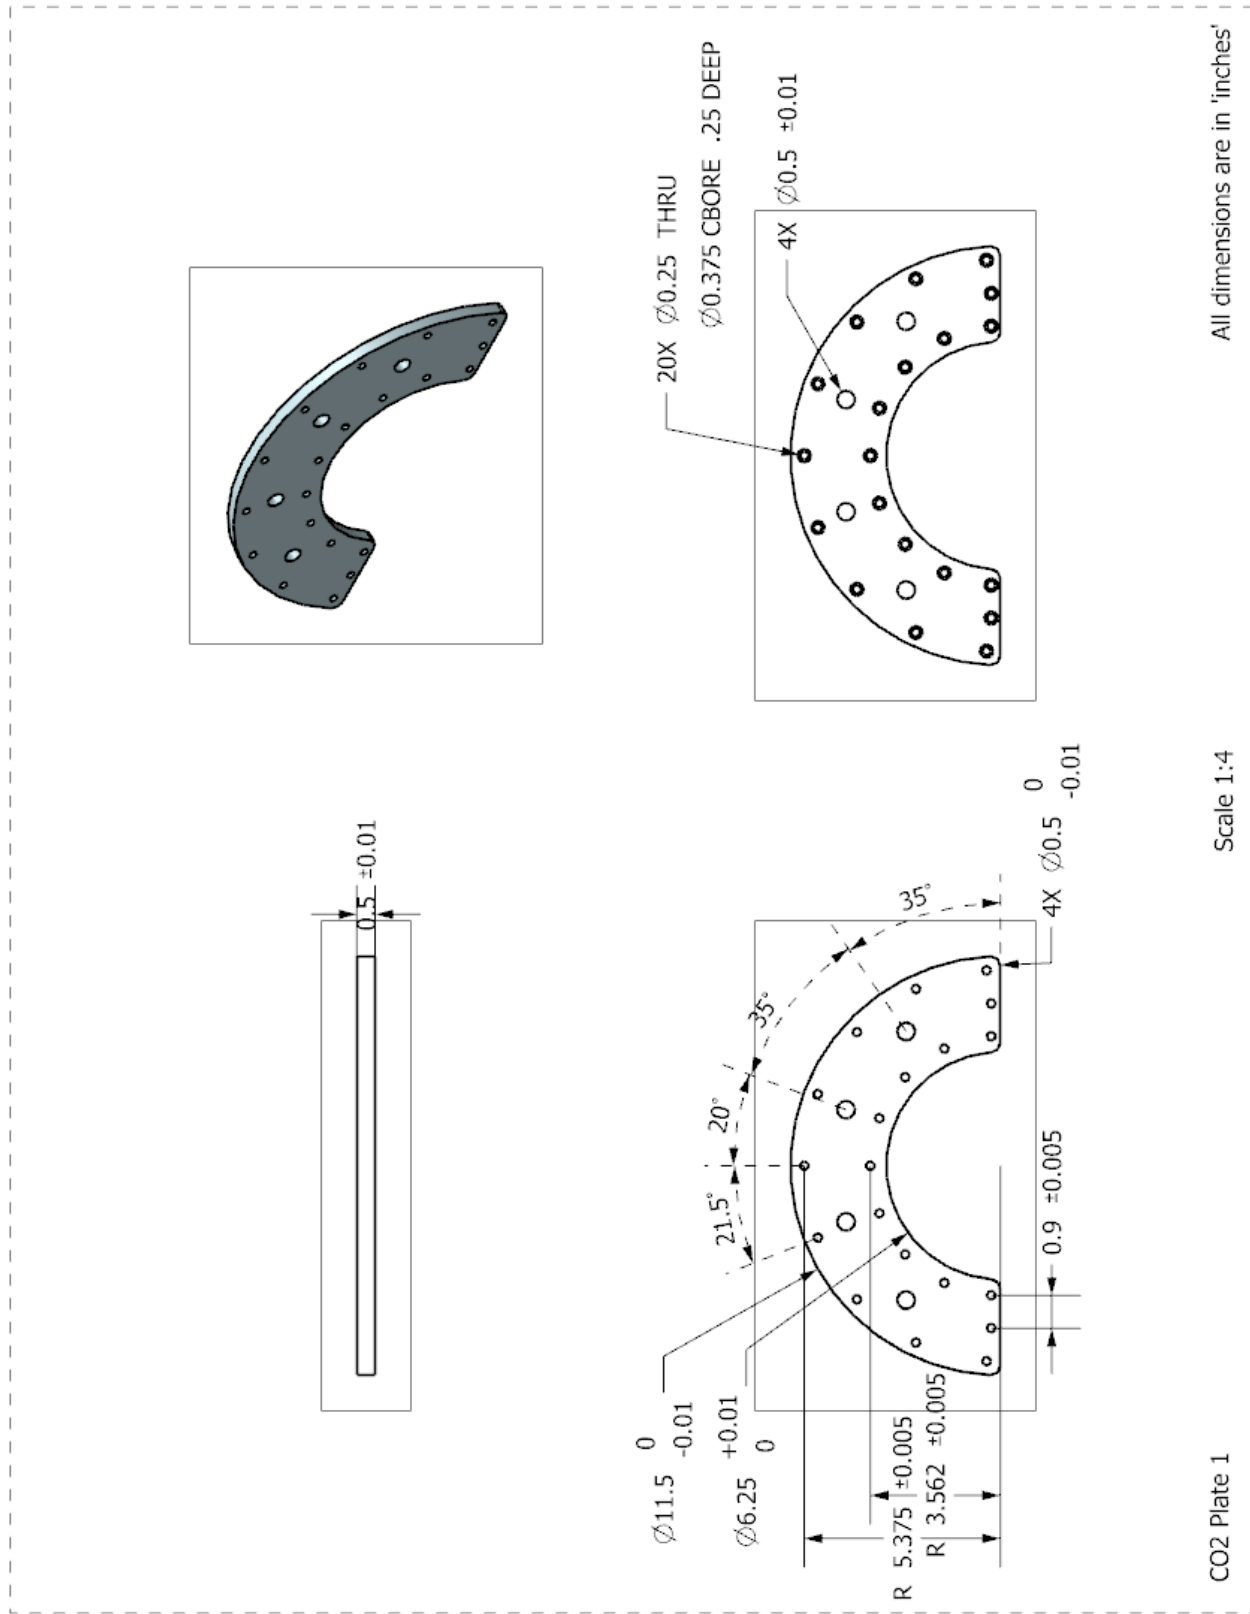 20X Ø0.25 THRU
Ø0.375 CBORE .25 DEEP
4X Ø0.5 ±0.01
0.5 ±0.01
35°
35°
20°
21.5°
4X Ø0.5 0 -0.01
0.9 ±0.005
Ø11.5 0 -0.01
Ø6.25 +0.01 0
R 5.375 ±0.005
R 3.562 ±0.005
CO2 Plate 1
Scale 1:4
All dimensions are in 'inches'